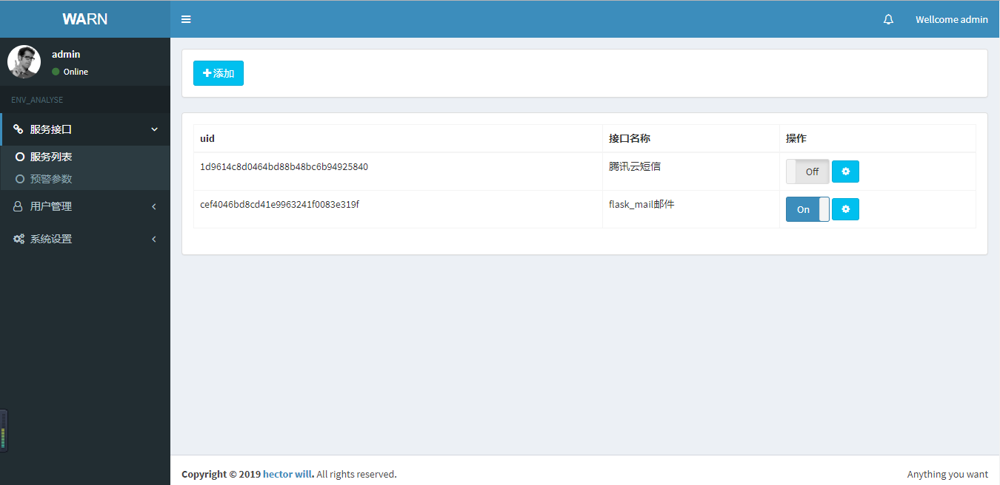 WARN
Wellcome admin
admin
Online
ENV_ANALYSE
服务接口
服务列表
预警参数
用户管理
系统设置
添加
uid 接口名称 操作
1d9614c8d0464bd88b48bc6b94925840 腾讯云短信 Off
cef4046bd8cd41e9963241f0083e319f flask_mail邮件 On
Copyright © 2019 hector will. All rights reserved.
Anything you want